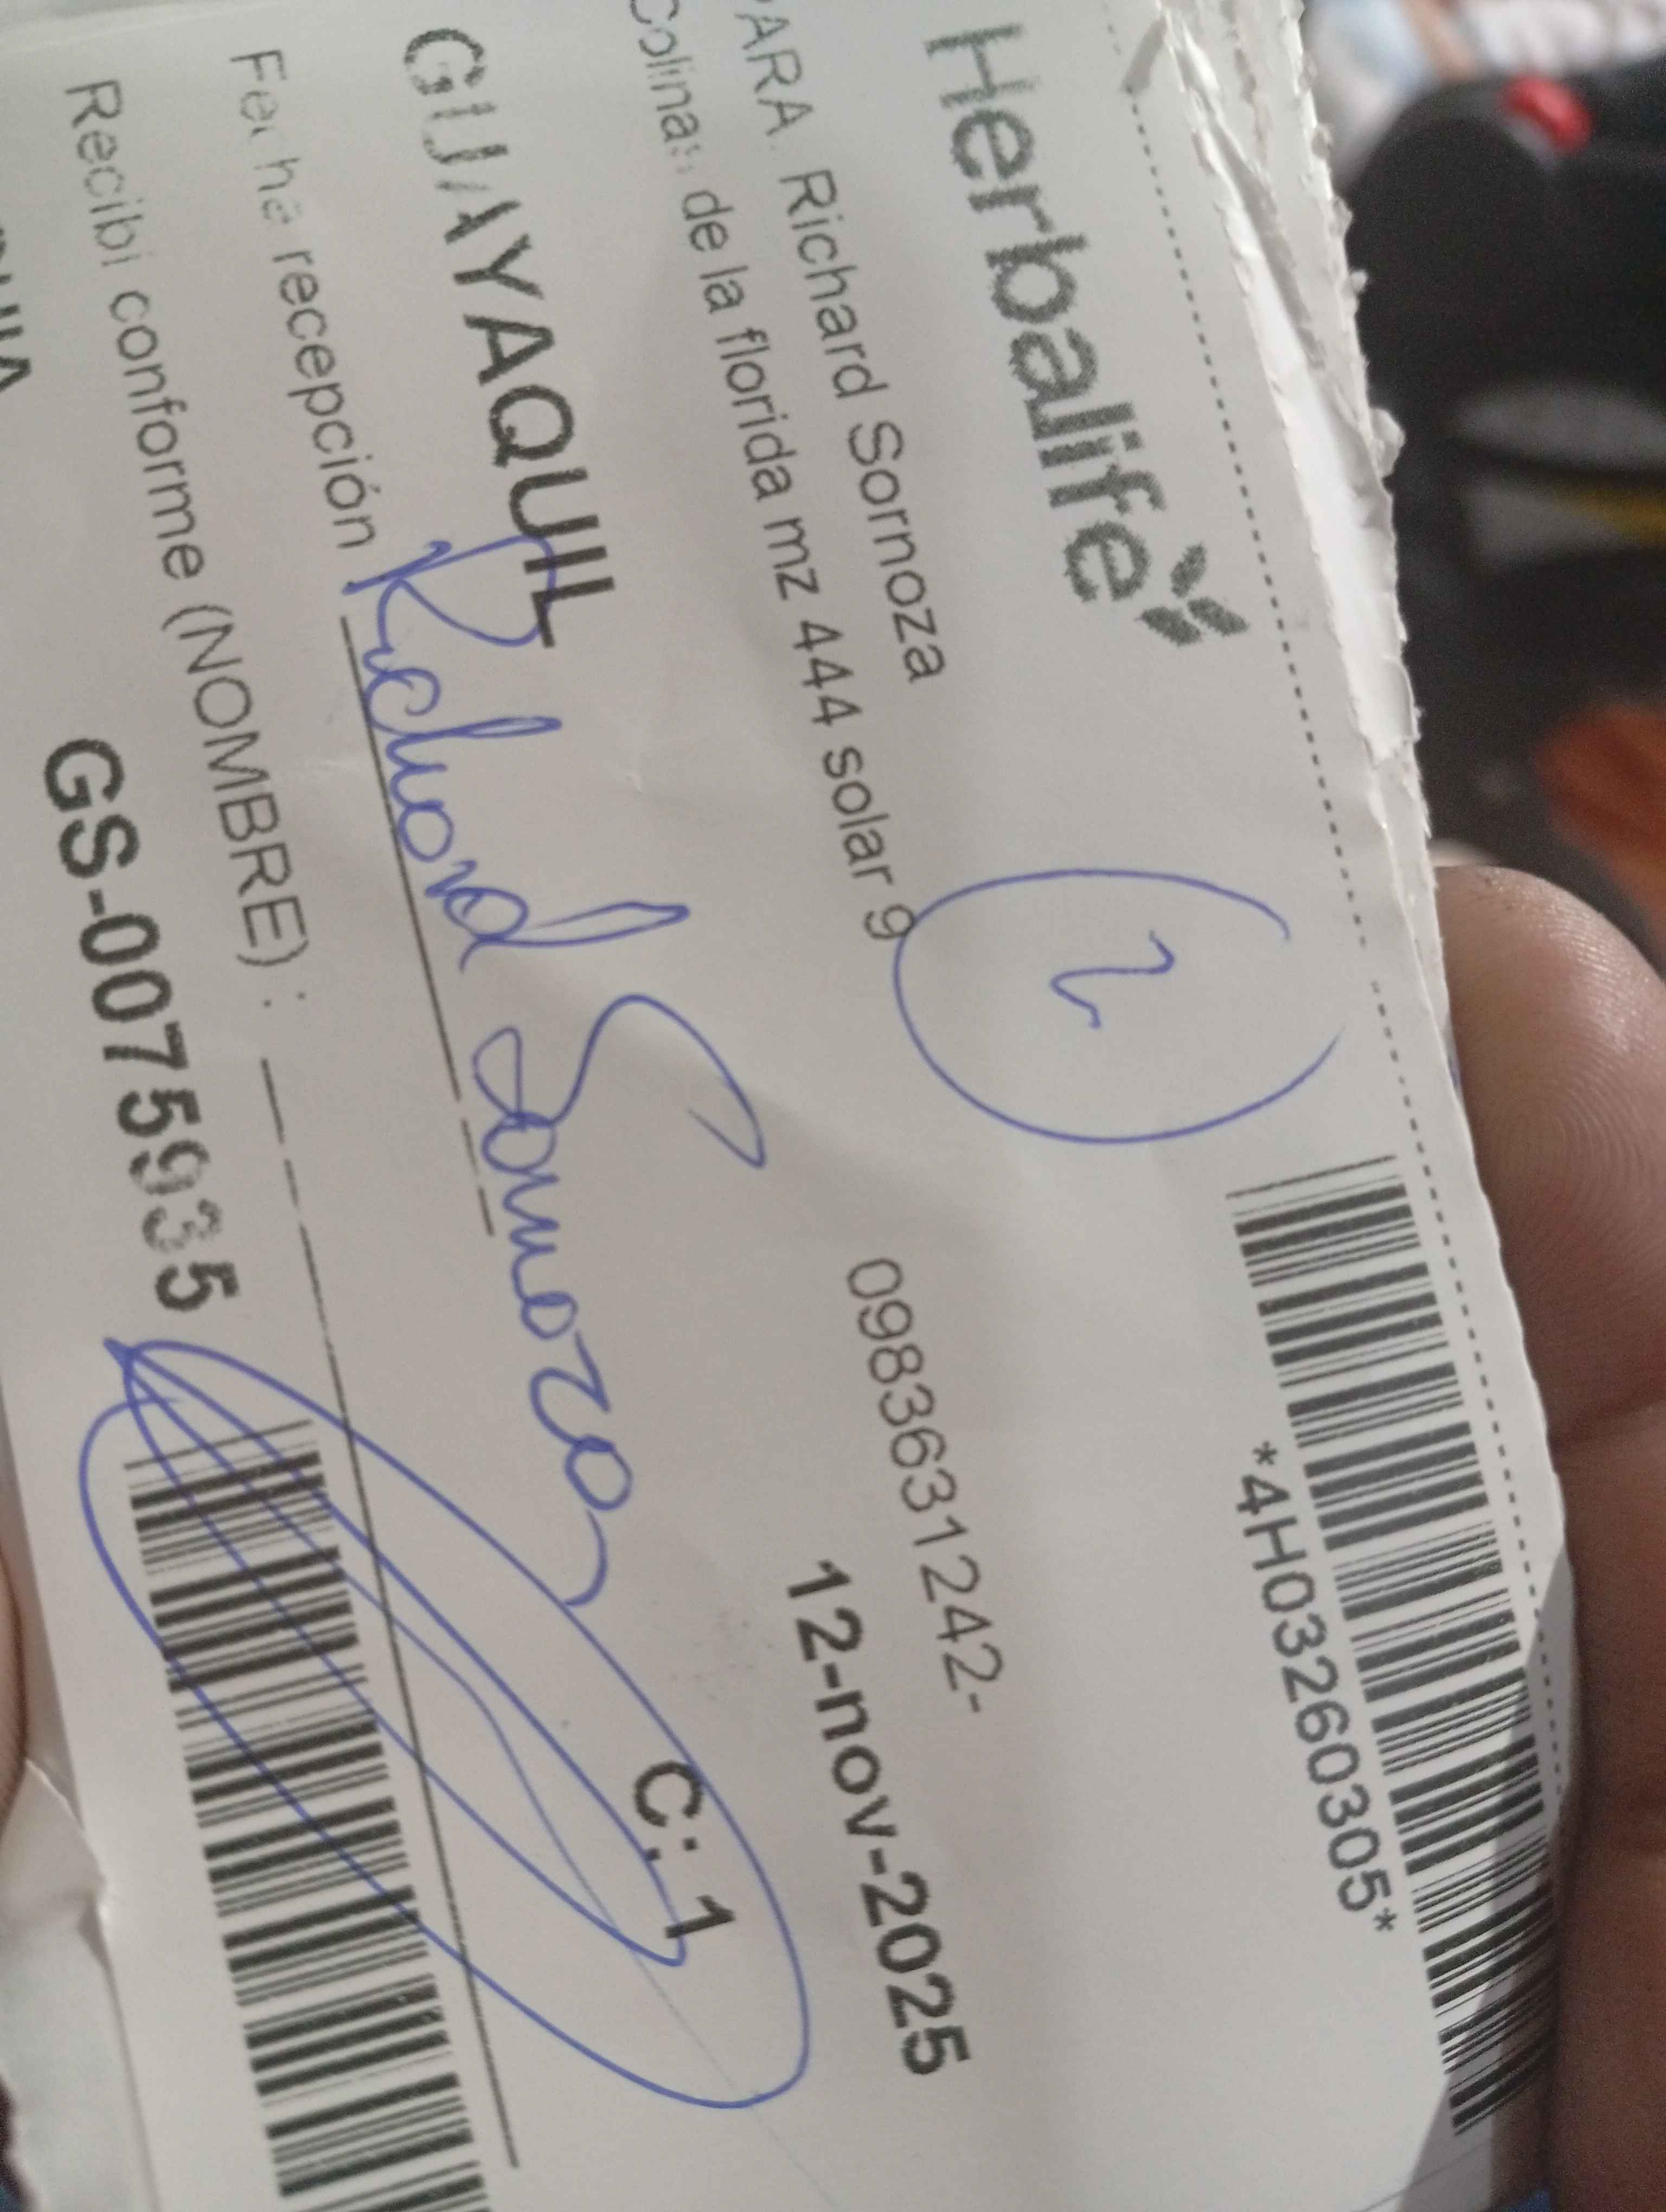 Herbalife
2
*4H03260305*
PARA: Richard Sornoza
0983631242-
Colinas de la florida mz 444 solar 9
12-nov-2025
GUAYAQUIL
C: 1
Fecha recepción
Richard Sornoza
Recibi conforme (NOMBRE) :
GS-0075935